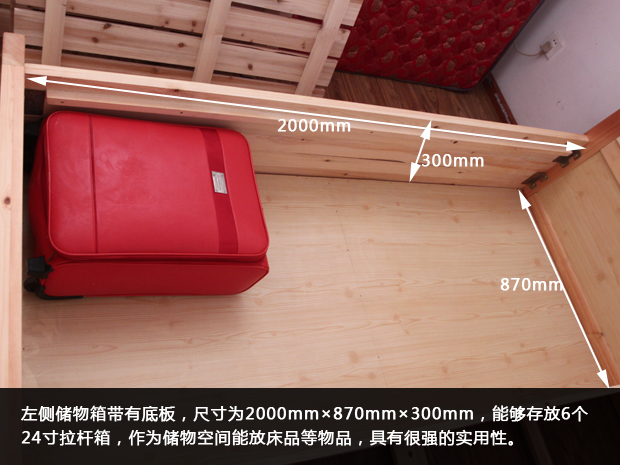 2000mm
300mm
870mm
左侧储物箱带有底板，尺寸为2000mm×870mm×300mm，能够存放6个
24寸拉杆箱，作为储物空间能放床品等物品，具有很强的实用性。